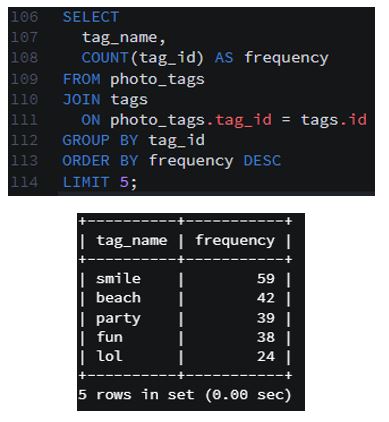 106 SELECT
107   tag_name,
108   COUNT(tag_id) AS frequency
109 FROM photo_tags
110 JOIN tags
111   ON photo_tags.tag_id = tags.id
112 GROUP BY tag_id
113 ORDER BY frequency DESC
114 LIMIT 5;
+----------+-----------+
| tag_name | frequency |
+----------+-----------+
| smile    |        59 |
| beach    |        42 |
| party    |        39 |
| fun      |        38 |
| lol      |        24 |
+----------+-----------+
5 rows in set (0.00 sec)